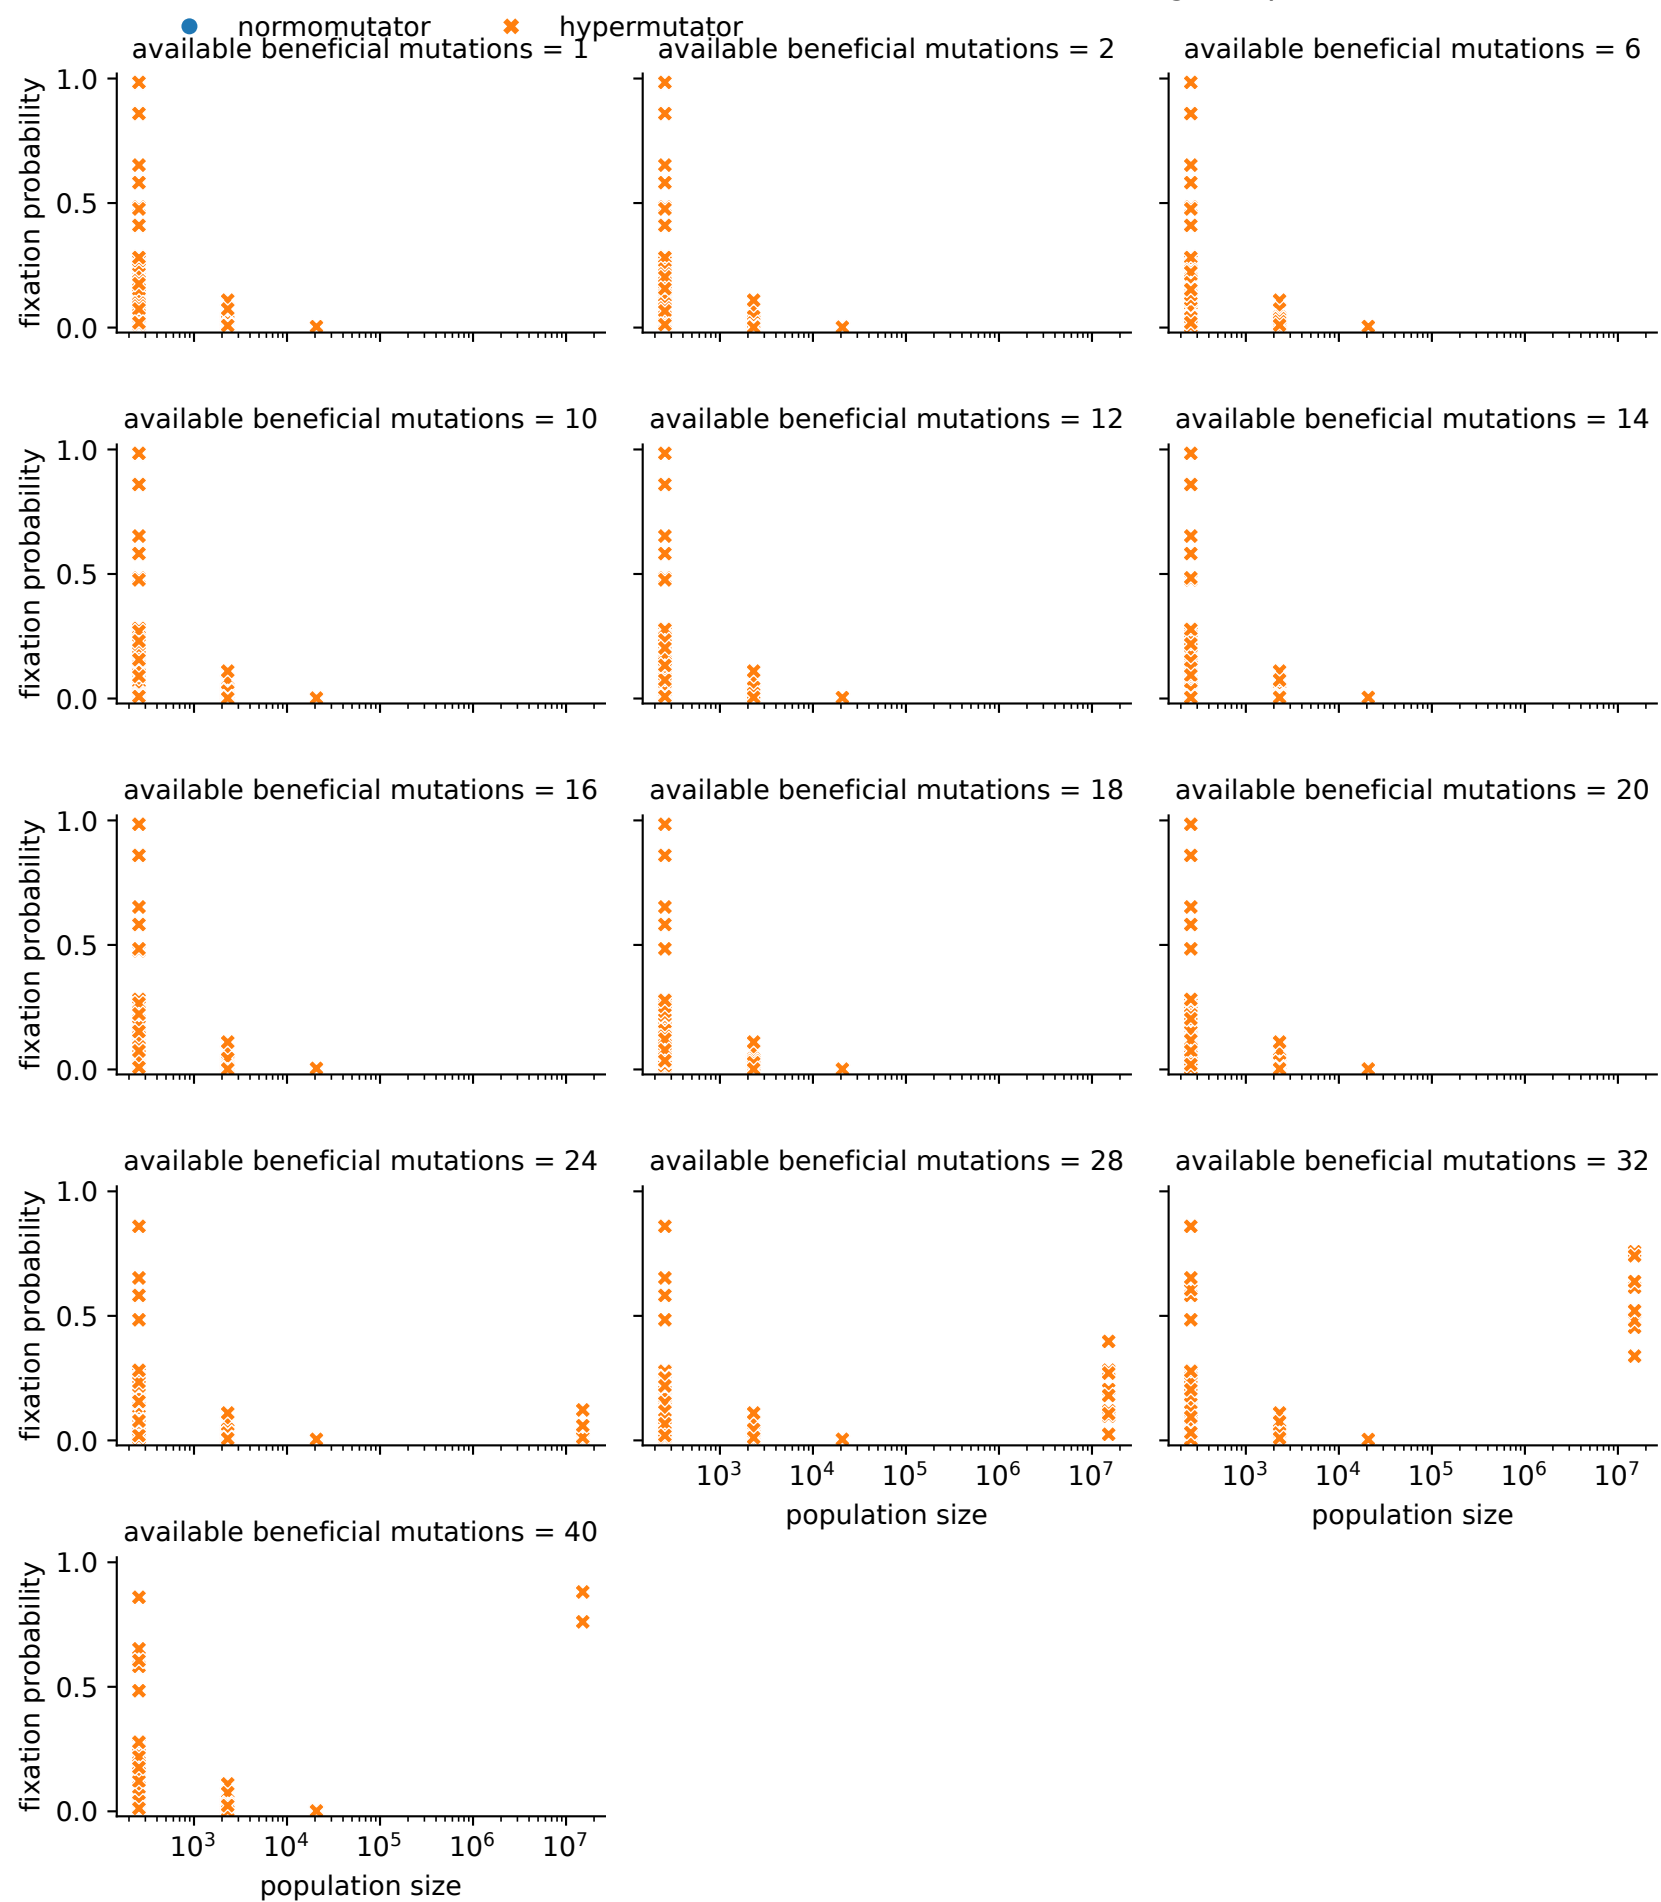 normomutator hypermutator
available beneficial mutations = 1
available beneficial mutations = 2
available beneficial mutations = 6
fixation probability
1.0
0.5
0.0
available beneficial mutations = 10
available beneficial mutations = 12
available beneficial mutations = 14
fixation probability
1.0
0.5
0.0
available beneficial mutations = 16
available beneficial mutations = 18
available beneficial mutations = 20
fixation probability
1.0
0.5
0.0
available beneficial mutations = 24
available beneficial mutations = 28
available beneficial mutations = 32
fixation probability
1.0
0.5
0.0
10³ 10⁴ 10⁵ 10⁶ 10⁷
population size
10³ 10⁴ 10⁵ 10⁶ 10⁷
population size
available beneficial mutations = 40
fixation probability
1.0
0.5
0.0
10³ 10⁴ 10⁵ 10⁶ 10⁷
population size